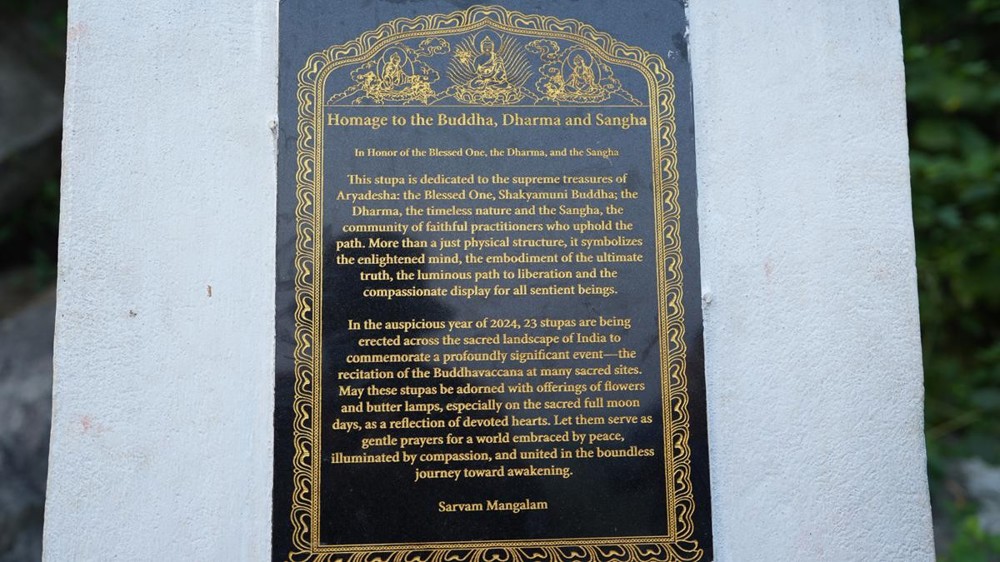 Homage to the Buddha, Dharma and Sangha
In Honor of the Blessed One, the Dharma, and the Sangha
This stupa is dedicated to the supreme treasures of
Aryadesha: the Blessed One, Shakyamuni Buddha; the
Dharma, the timeless nature and the Sangha, the
community of faithful practitioners who uphold the
path. More than a just physical structure, it symbolizes
the enlightened mind, the embodiment of the ultimate
truth, the luminous path to liberation and the
compassionate display for all sentient beings.
In the auspicious year of 2024, 23 stupas are being
erected across the sacred landscape of India to
commemorate a profoundly significant event—the
recitation of the Buddhavaccana at many sacred sites.
May these stupas be adorned with offerings of flowers
and butter lamps, especially on the sacred full moon
days, as a reflection of devoted hearts. Let them serve as
gentle prayers for a world embraced by peace,
illuminated by compassion, and united in the boundless
journey toward awakening.
Sarvam Mangalam